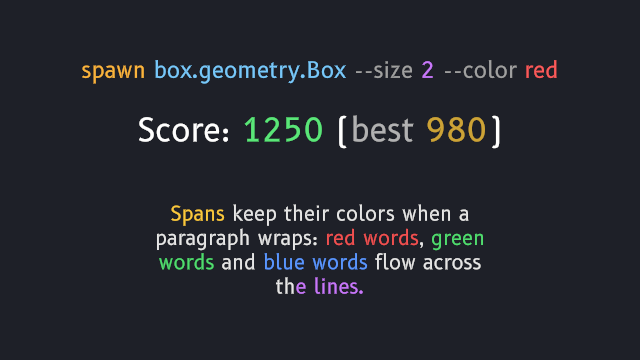 spawn box.geometry.Box --size 2 --color red
Score: 1250 (best 980)
Spans keep their colors when a
paragraph wraps: red words, green
words and blue words flow across
the lines.